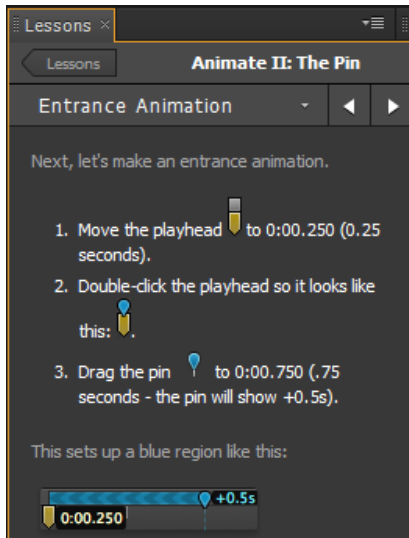 Lessons
Lessons
Animate II: The Pin
Entrance Animation
Next, let's make an entrance animation.
1. Move the playhead to 0:00.250 (0.25
seconds).
2. Double-click the playhead so it looks like
this: .
3. Drag the pin to 0:00.750 (.75
seconds - the pin will show +0.5s).
This sets up a blue region like this:
+0.5s
0:00.250